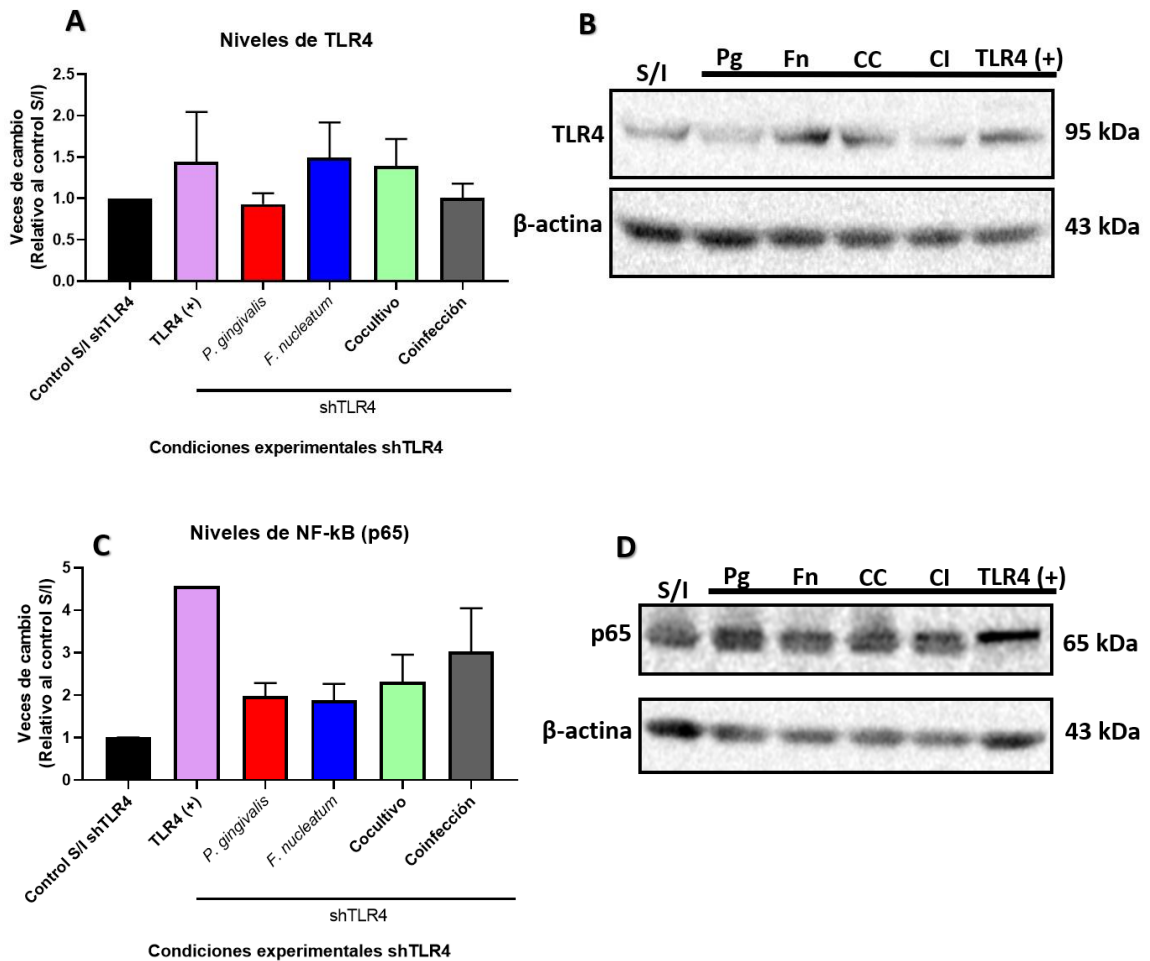 A
Niveles de TLR4
Veces de cambio
(Relativo al control S/I)
2.5
2.0
1.5
1.0
0.5
0.0
Control S/I shTLR4
TLR4 (+)
P. gingivalis
F. nucleatum
Cocultivo
Coinfección
shTLR4
Condiciones experimentales shTLR4
B
S/I Pg Fn CC CI TLR4 (+)
TLR4 95 kDa
β-actina 43 kDa
C
Niveles de NF-kB (p65)
Veces de cambio
(Relativo al control S/I)
5
4
3
2
1
0
Control S/I shTLR4
TLR4 (+)
P. gingivalis
F. nucleatum
Cocultivo
Coinfección
shTLR4
Condiciones experimentales shTLR4
D
S/I Pg Fn CC CI TLR4 (+)
p65 65 kDa
β-actina 43 kDa